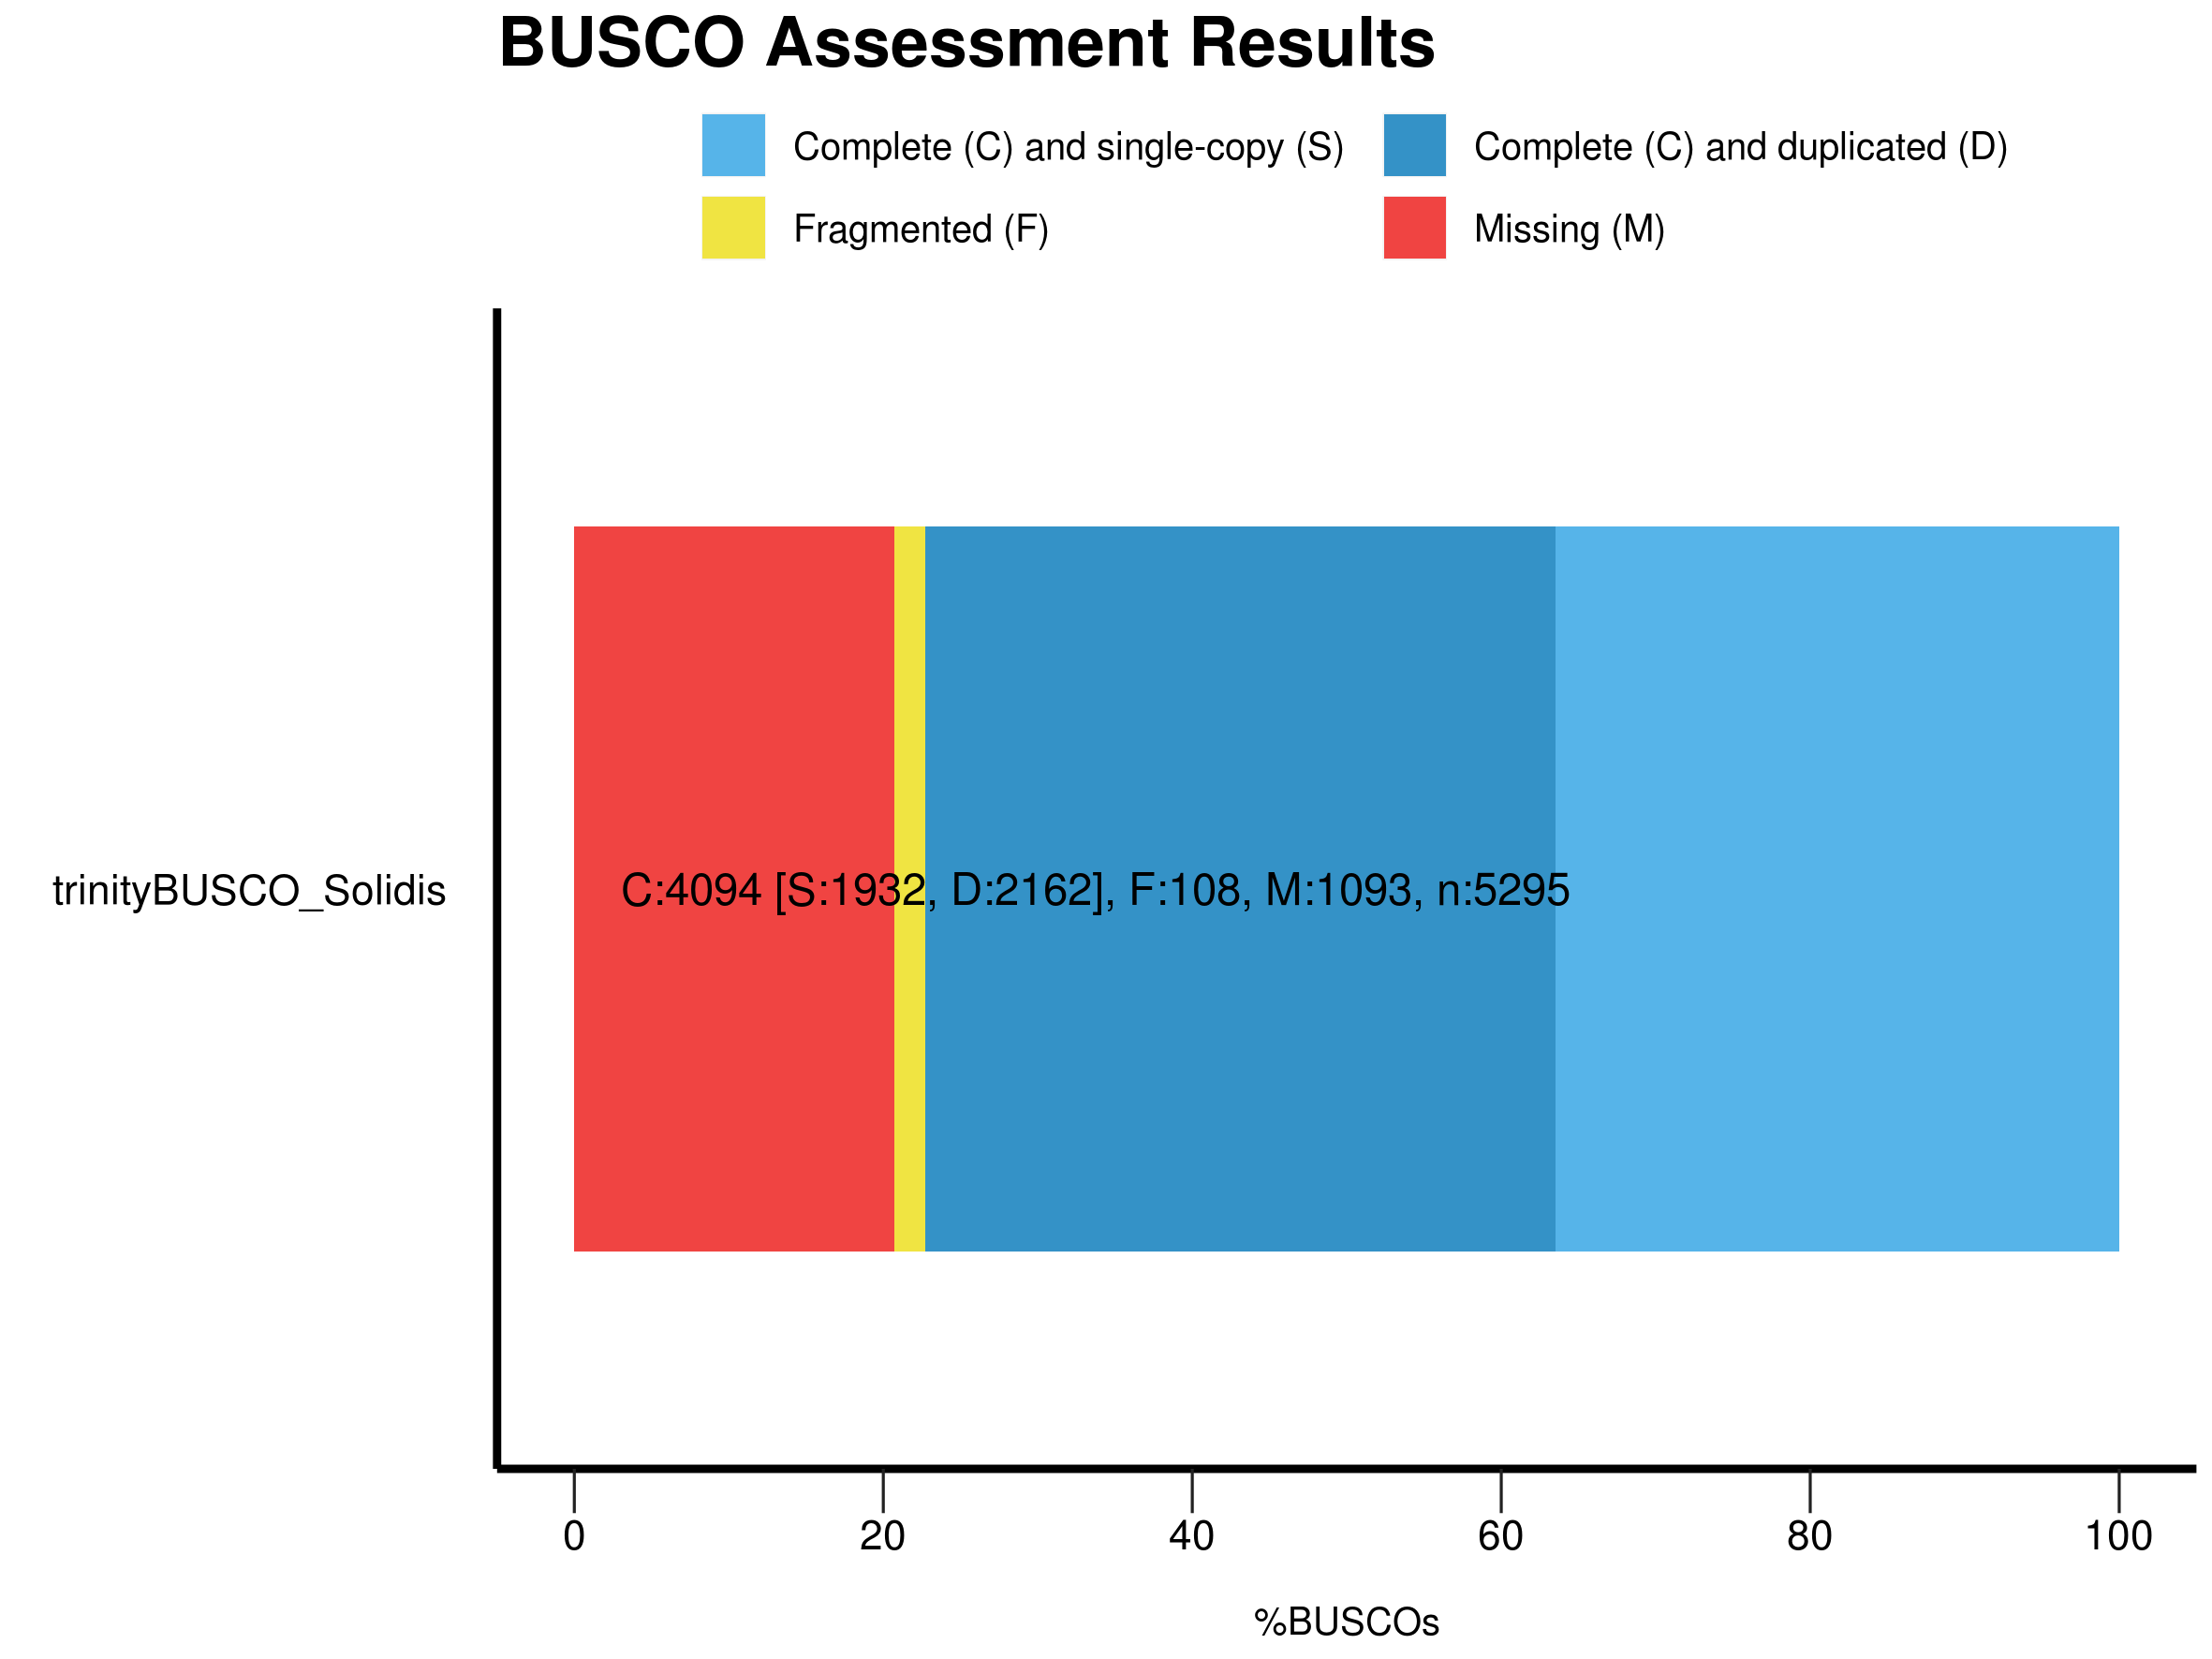 BUSCO Assessment Results
Complete (C) and single-copy (S) Complete (C) and duplicated (D)
Fragmented (F) Missing (M)
trinityBUSCO_Solidis C:4094 [S:1932, D:2162], F:108, M:1093, n:5295
0 20 40 60 80 100
%BUSCOs